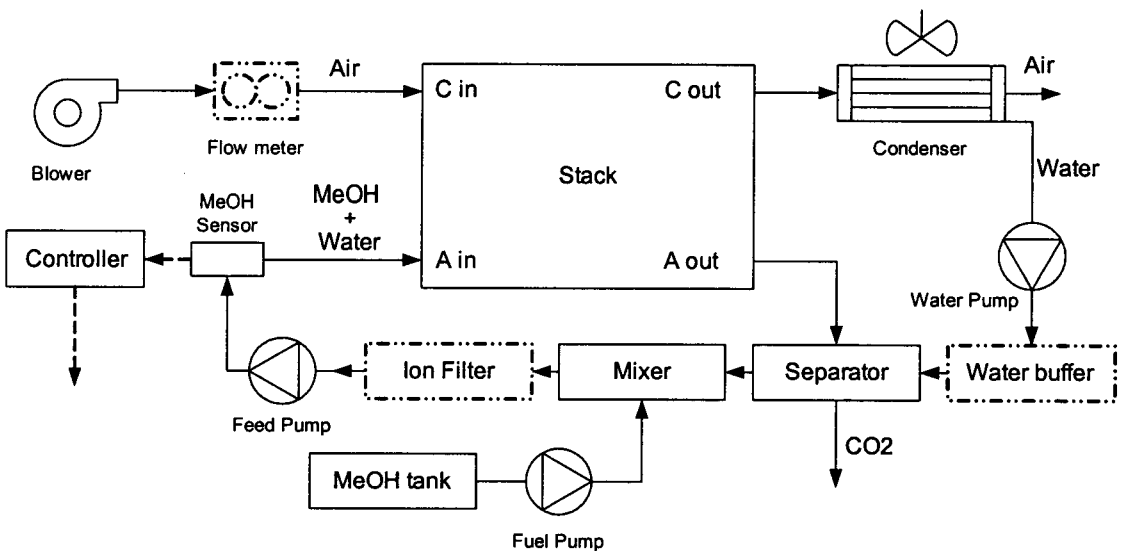 Air
Air
C in
C out
Flow meter
Condenser
Blower
Stack
Water
MeOH
Sensor
MeOH
+
Water
Controller
A in
A out
Water Pump
Ion Filter
Mixer
Separator
Water buffer
Feed Pump
CO2
MeOH tank
Fuel Pump